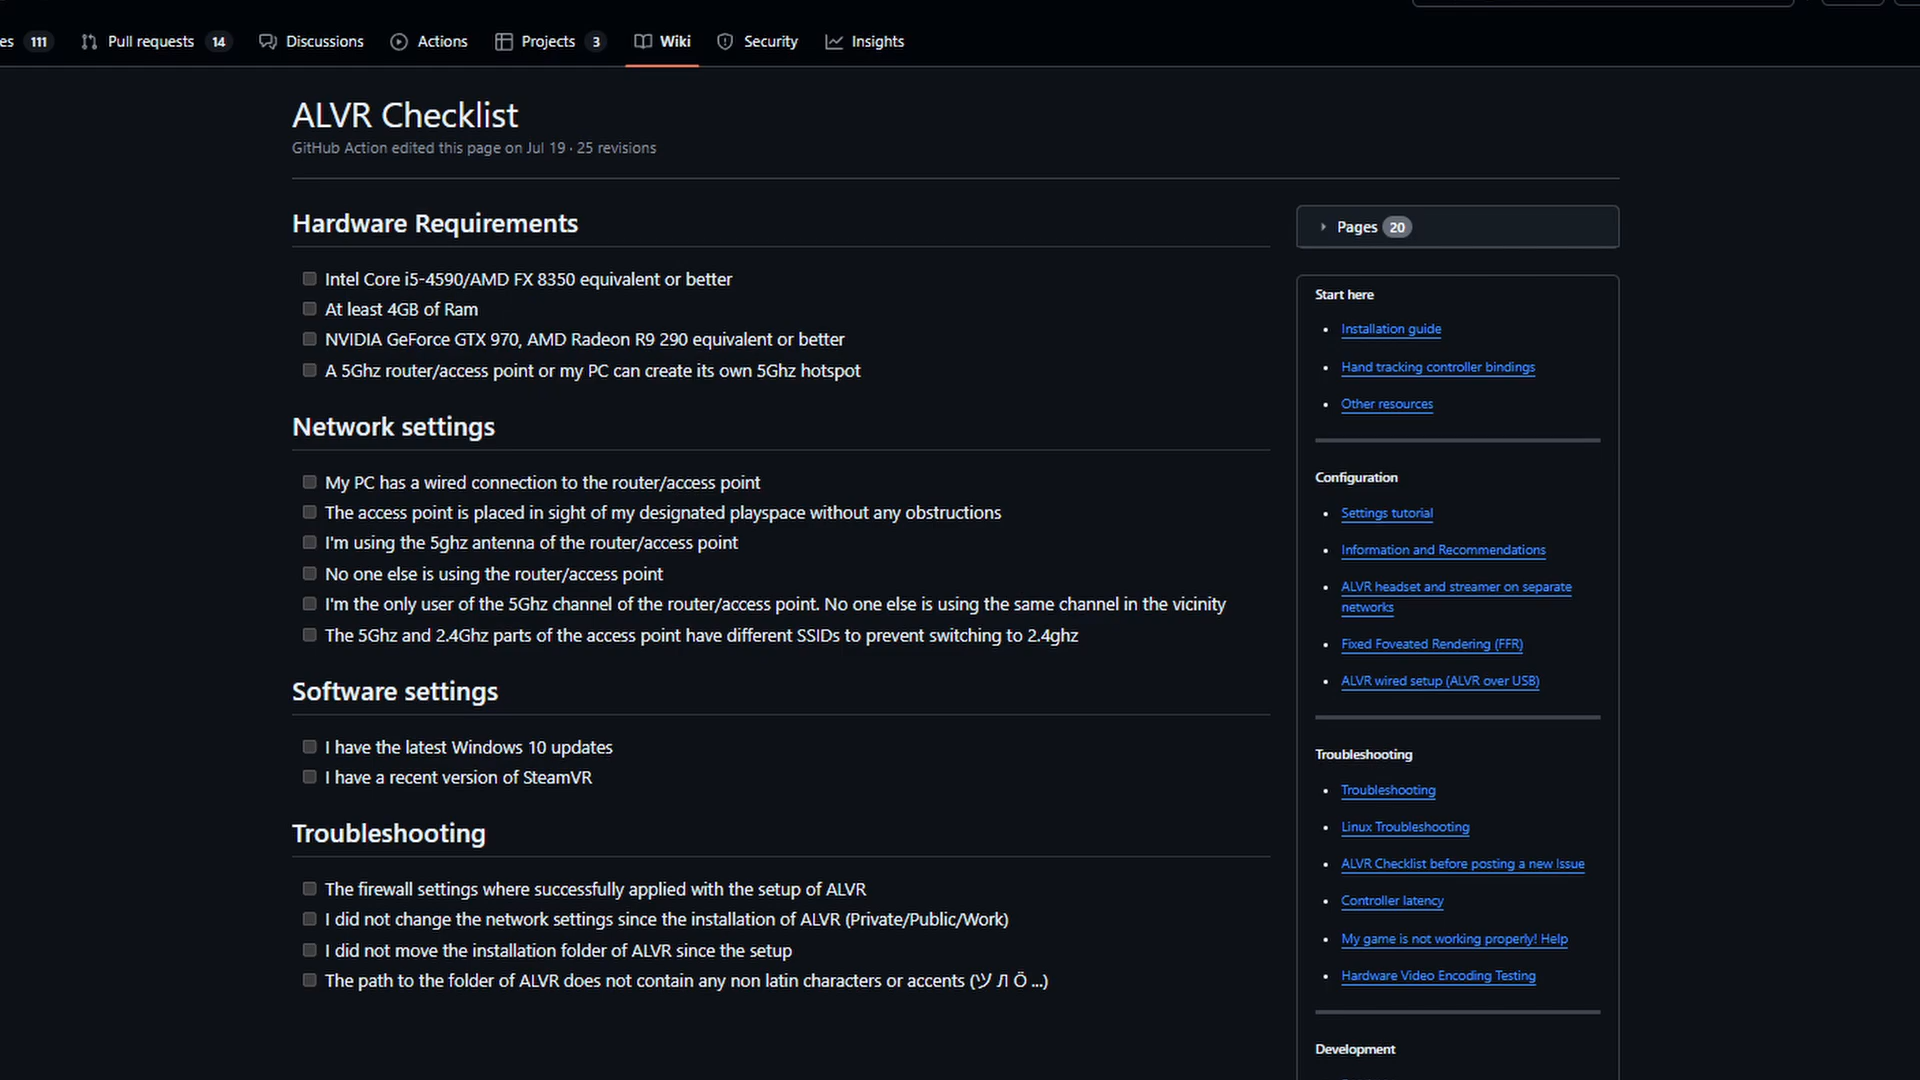 es 111 Pull requests 14 Discussions Actions Projects 3 Wiki Security Insights
ALVR Checklist
GitHub Action edited this page on Jul 19 · 25 revisions
Hardware Requirements
Intel Core i5-4590/AMD FX 8350 equivalent or better
At least 4GB of Ram
NVIDIA GeForce GTX 970, AMD Radeon R9 290 equivalent or better
A 5Ghz router/access point or my PC can create its own 5Ghz hotspot
Network settings
My PC has a wired connection to the router/access point
The access point is placed in sight of my designated playspace without any obstructions
I'm using the 5ghz antenna of the router/access point
No one else is using the router/access point
I'm the only user of the 5Ghz channel of the router/access point. No one else is using the same channel in the vicinity
The 5Ghz and 2.4Ghz parts of the access point have different SSIDs to prevent switching to 2.4ghz
Software settings
I have the latest Windows 10 updates
I have a recent version of SteamVR
Troubleshooting
The firewall settings where successfully applied with the setup of ALVR
I did not change the network settings since the installation of ALVR (Private/Public/Work)
I did not move the installation folder of ALVR since the setup
The path to the folder of ALVR does not contain any non latin characters or accents (ツ Л Ö ...)
Pages 20
Start here
Installation guide
Hand tracking controller bindings
Other resources
Configuration
Settings tutorial
Information and Recommendations
ALVR headset and streamer on separate
networks
Fixed Foveated Rendering (FFR)
ALVR wired setup (ALVR over USB)
Troubleshooting
Troubleshooting
Linux Troubleshooting
ALVR Checklist before posting a new Issue
Controller latency
My game is not working properly! Help
Hardware Video Encoding Testing
Development